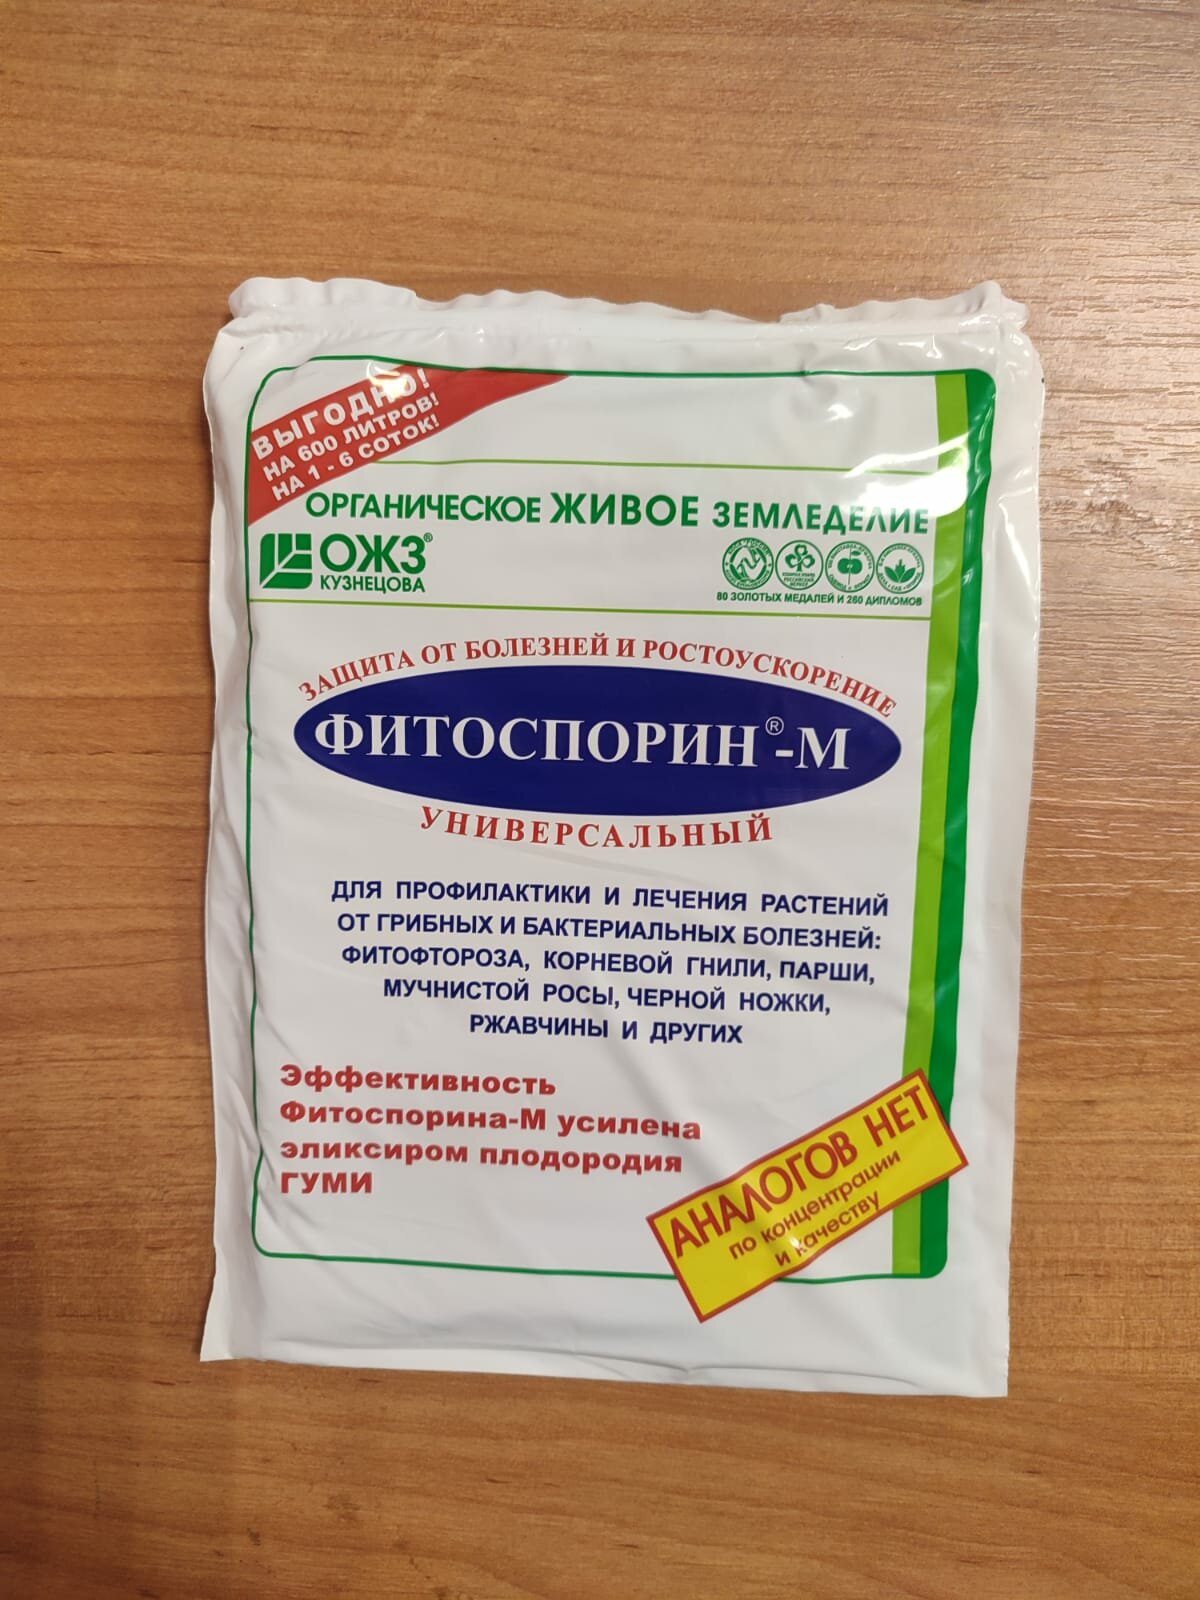 ВЫГОДНО!
НА 600 ЛИТРОВ!
НА 1 - 6 СОТОК!
ОРГАНИЧЕСКОЕ ЖИВОЕ ЗЕМЛЕДЕЛИЕ
ОЖЗ®
КУЗНЕЦОВА
80 ЗОЛОТЫХ МЕДАЛЕЙ И 260 ДИПЛОМОВ
ЗАЩИТА ОТ БОЛЕЗНЕЙ И РОСТОУСКОРЕНИЕ
ФИТОСПОРИН®-М
УНИВЕРСАЛЬНЫЙ
ДЛЯ ПРОФИЛАКТИКИ И ЛЕЧЕНИЯ РАСТЕНИЙ
ОТ ГРИБНЫХ И БАКТЕРИАЛЬНЫХ БОЛЕЗНЕЙ:
ФИТОФТОРОЗА, КОРНЕВОЙ ГНИЛИ, ПАРШИ,
МУЧНИСТОЙ РОСЫ, ЧЕРНОЙ НОЖКИ,
РЖАВЧИНЫ И ДРУГИХ
Эффективность
Фитоспорина-М усилена
эликсиром плодородия
ГУМИ
АНАЛОГОВ НЕТ
по концентрации
и качеству